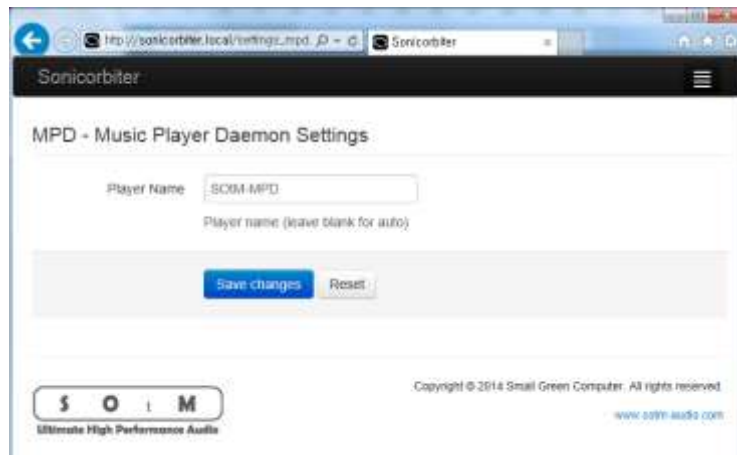 http://sonicorbiter.local/settings_mpd. Sonicorbiter
Sonicorbiter
MPD - Music Player Daemon Settings
Player Name SOtM-MPD
Player name (leave blank for auto)
Save changes Reset
Copyright © 2014 Small Green Computer. All rights reserved.
SOtM
www.sotm-audio.com
Ultimate High Performance Audio